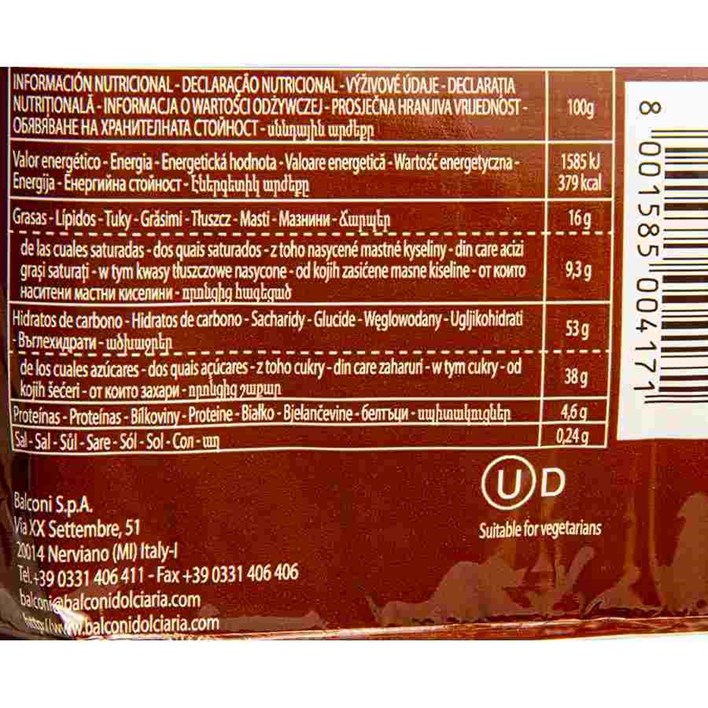 INFORMACIÓN NUTRICIONAL - DECLARAÇÃO NUTRICIONAL - VÝŽIVOVÉ ÚDAJE - DECLARAȚIA
NUTRIȚIONALĂ - INFORMACJA O WARTOŚCI ODŻYWCZEJ - PROSJEČNA HRANJIVA VRIJEDNOST -
ОБЯВЯВАНЕ НА ХРАНИТЕЛНАТА СТОЙНОСТ - սննդային արժեքը
100g
Valor energético - Energia - Energetická hodnota - Valoare energetică - Wartość energetyczna -
Energija - Енергийна стойност - Էներգետիկ արժեքը
1585 kJ
379 kcal
Grasas - Lípidos - Tuky - Grăsimi - Tłuszcz - Masti - Мазнини - Ճարպեր
16 g
de las cuales saturadas - dos quais saturados - z toho nasycené mastné kyseliny - din care acizi
grași saturați - w tym kwasy tłuszczowe nasycone - od kojih zasićene masne kiseline - от които
наситени мастни киселини - որոնցից հագեցած
9,3 g
Hidratos de carbono - Hidratos de carbono - Sacharidy - Glucide - Węglowodany - Ugljikohidrati
- Въглехидрати - ածխաջրեր
53 g
de los cuales azúcares - dos quais açúcares - z toho cukry - din care zaharuri - w tym cukry - od
kojih šećeri - от които захари - որոնցից շաքար
38 g
Proteínas - Proteínas - Bílkoviny - Proteine - Białko - Bjelančevine - белтъци - սպիտակուցներ
4,6 g
Sal - Sal - Sůl - Sare - Sól - Sol - Сол - աղ
0,24 g
8 001585 004171
U D
Suitable for vegetarians
Balconi S.p.A.
Via XX Settembre, 51
20014 Nerviano (MI) Italy-I
Tel. +39 0331 406 411 - Fax +39 0331 406 406
balconi@balconidolciaria.com
http://www.balconidolciaria.com